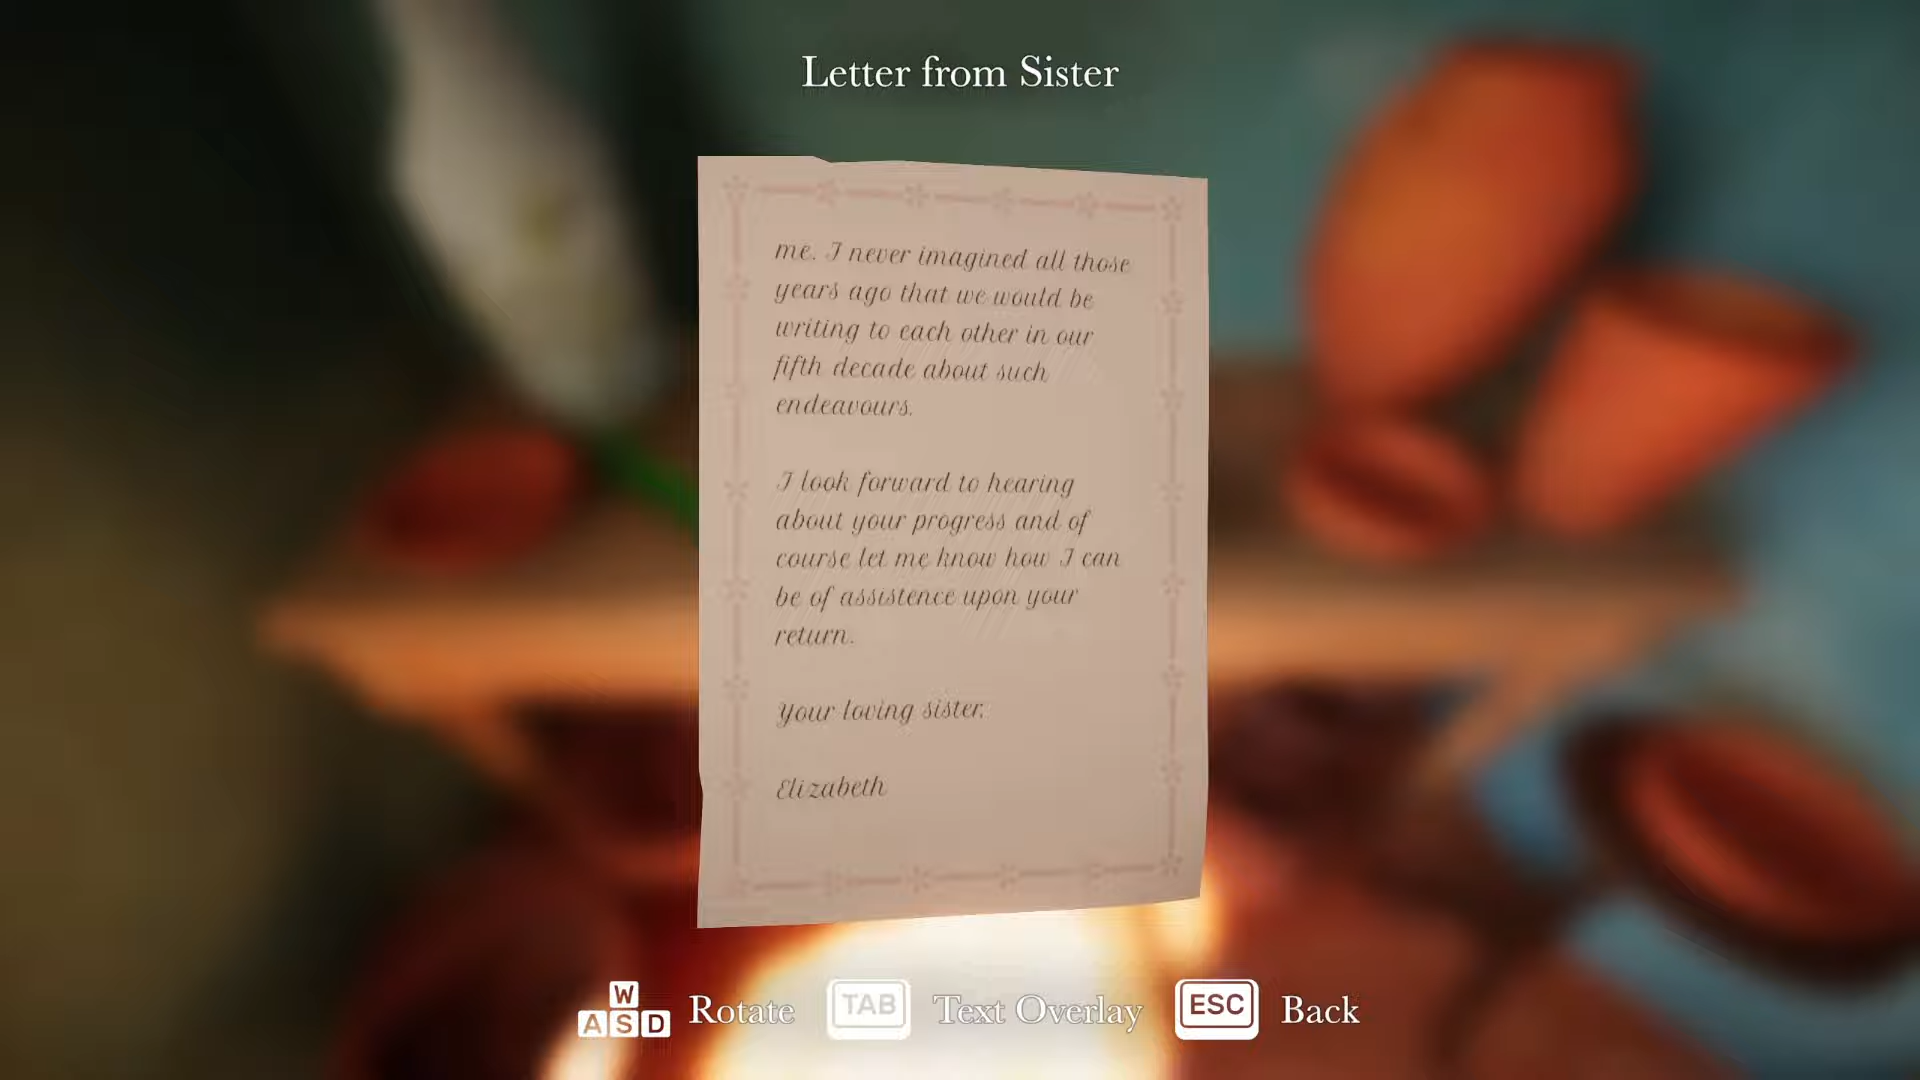 Letter from Sister
me. I never imagined all those
years ago that we would be
writing to each other in our
fifth decade about such
endeavours.
I look forward to hearing
about your progress and of
course let me know how I can
be of assistence upon your
return.
Your loving sister,
Elizabeth
W
A S D Rotate TAB Text Overlay ESC Back